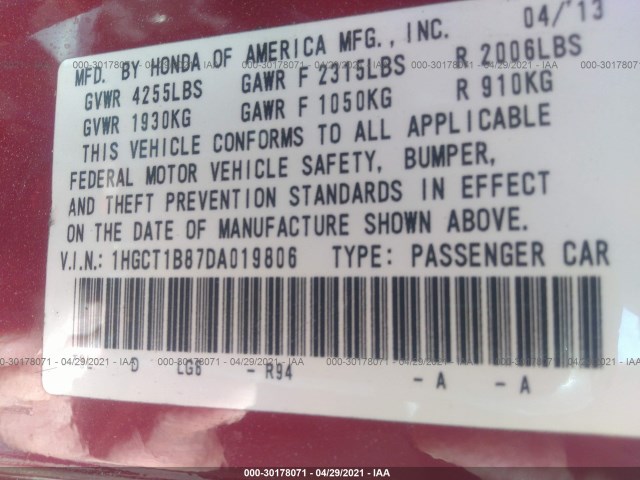 MFD. BY HONDA OF AMERICA MFG., INC. 04/'13
GVWR 4255LBS GAWR F 2315LBS R 2006LBS
GVWR 1930KG GAWR F 1050KG R 910KG
THIS VEHICLE CONFORMS TO ALL APPLICABLE
FEDERAL MOTOR VEHICLE SAFETY, BUMPER,
AND THEFT PREVENTION STANDARDS IN EFFECT
ON THE DATE OF MANUFACTURE SHOWN ABOVE.
V.I.N.: 1HGCT1B87DA019806 TYPE: PASSENGER CAR
D LG6 - R94 - A - A
000-30178071 - 04/29/2021 - IAA